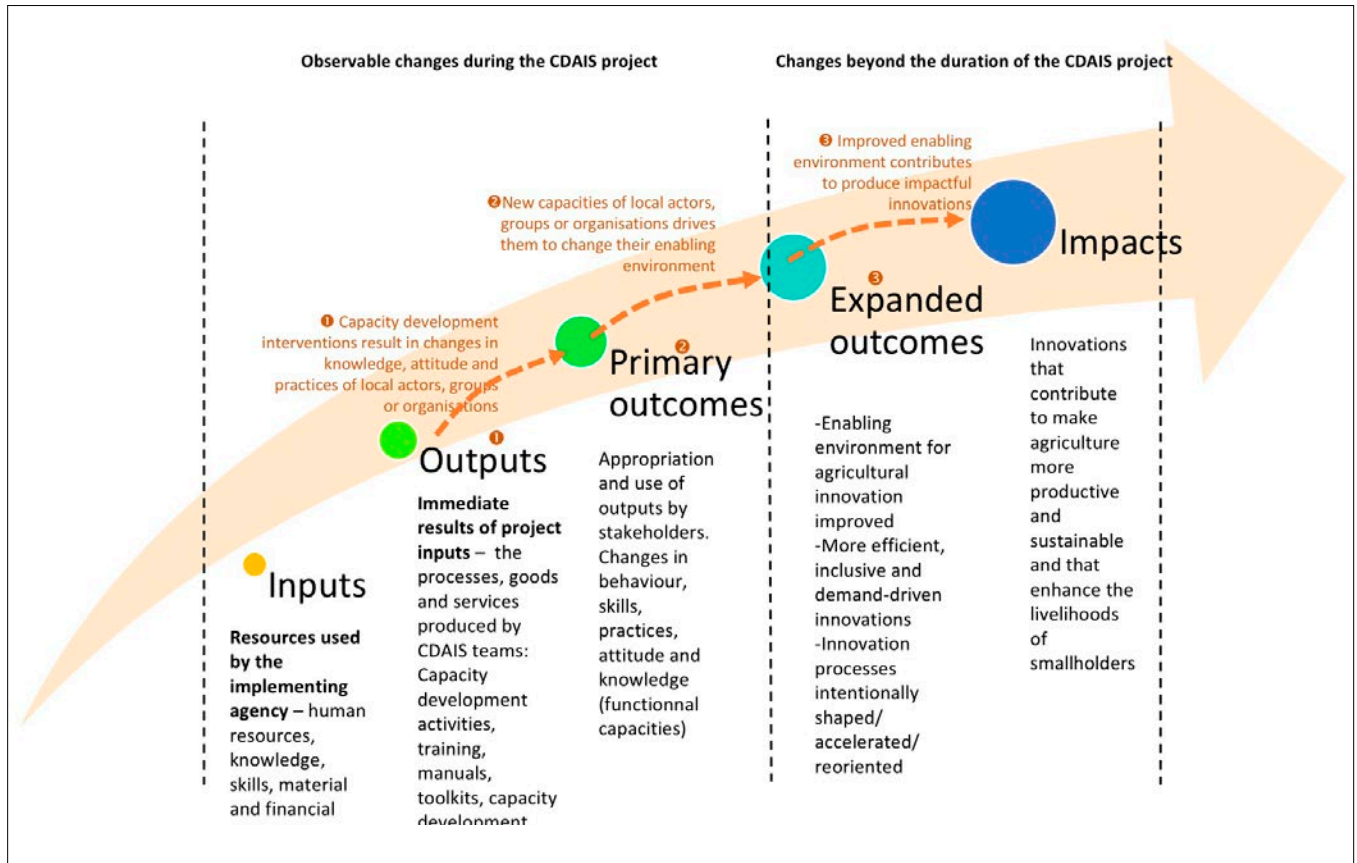 Observable changes during the CDAIS project
Changes beyond the duration of the CDAIS project
❸ Improved enabling
environment contributes
to produce impactful
innovations
❷New capacities of local actors,
groups or organisations drives
them to change their enabling
environment
❶ Capacity development
interventions result in changes in
knowledge, attitude and
practices of local actors, groups
or organisations
Inputs
Resources used
by the
implementing
agency – human
resources,
knowledge,
skills, material
and financial
❶
Outputs
Immediate
results of project
inputs – the
processes, goods
and services
produced by
CDAIS teams:
Capacity
development
activities,
training,
manuals,
toolkits, capacity
development
❷
Primary
outcomes
Appropriation
and use of
outputs by
stakeholders.
Changes in
behaviour,
skills,
practices,
attitude and
knowledge
(functionnal
capacities)
❸
Expanded
outcomes
-Enabling
environment for
agricultural
innovation
improved
-More efficient,
inclusive and
demand-driven
innovations
-Innovation
processes
intentionally
shaped/
accelerated/
reoriented
Impacts
Innovations
that
contribute
to make
agriculture
more
productive
and
sustainable
and that
enhance the
livelihoods
of
smallholders